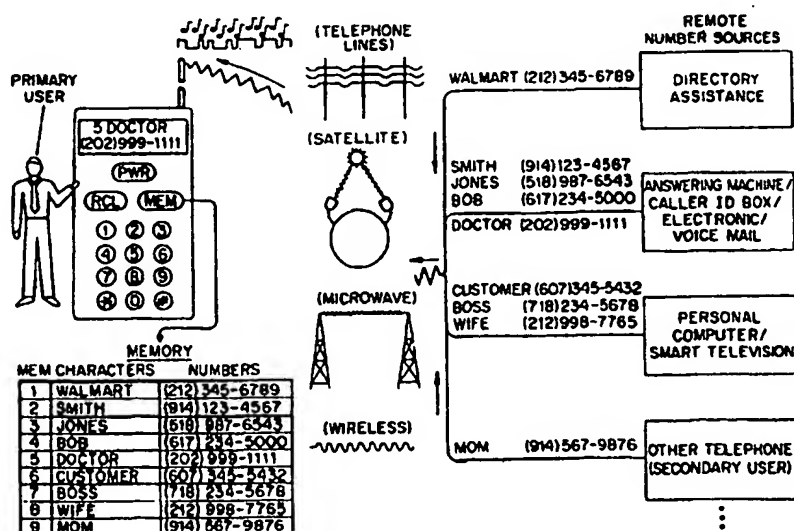 PRIMARY
USER
5 DOCTOR
(202)999-1111
PWR
RCL
MEM
1 2 3
4 5 6
7 8 9
* 0 #
MEMORY
MEM CHARACTERS NUMBERS
1 WALMART (212) 345-6789
2 SMITH (914) 123-4567
3 JONES (518) 987-6543
4 BOB (617) 234-5000
5 DOCTOR (202) 999-1111
6 CUSTOMER (607) 345-5432
7 BOSS (718) 234-5678
8 WIFE (212) 998-7765
9 MOM (914) 567-9876
(TELEPHONE
LINES)
(SATELLITE)
(MICROWAVE)
(WIRELESS)
REMOTE
NUMBER SOURCES
WALMART (212)345-6789
DIRECTORY
ASSISTANCE
SMITH (914)123-4567
JONES (518)987-6543
BOB (617)234-5000
DOCTOR (202)999-1111
ANSWERING MACHINE/
CALLER ID BOX/
ELECTRONIC/
VOICE MAIL
CUSTOMER (607)345-5432
BOSS (718)234-5678
WIFE (212)998-7765
PERSONAL
COMPUTER/
SMART TELEVISION
MOM (914)567-9876
OTHER TELEPHONE
(SECONDARY USER)